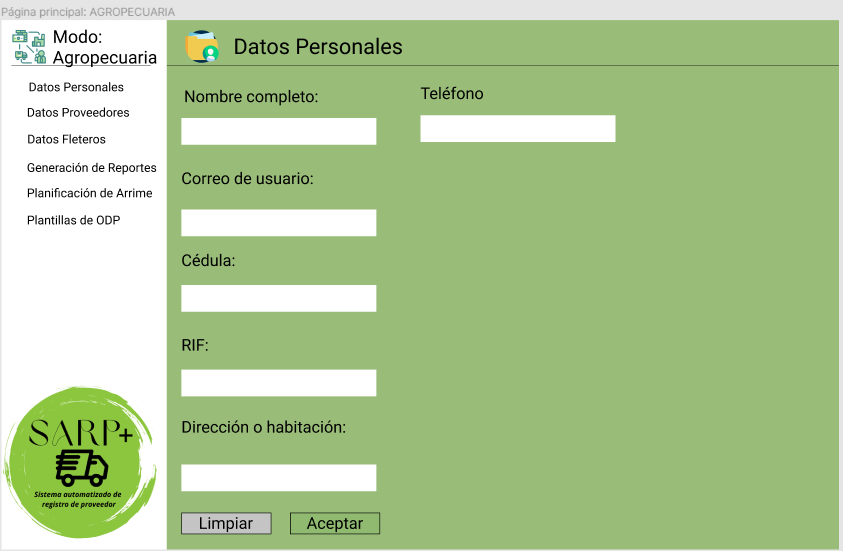 Página principal: AGROPECUARIA
Modo:
Agropecuaria
Datos Personales
Datos Proveedores
Datos Fleteros
Generación de Reportes
Planificación de Arrime
Plantillas de ODP
SARP+
Sistema automatizado de
registro de proveedor
Datos Personales
Nombre completo:
Teléfono
Correo de usuario:
Cédula:
RIF:
Dirección o habitación:
Limpiar
Aceptar